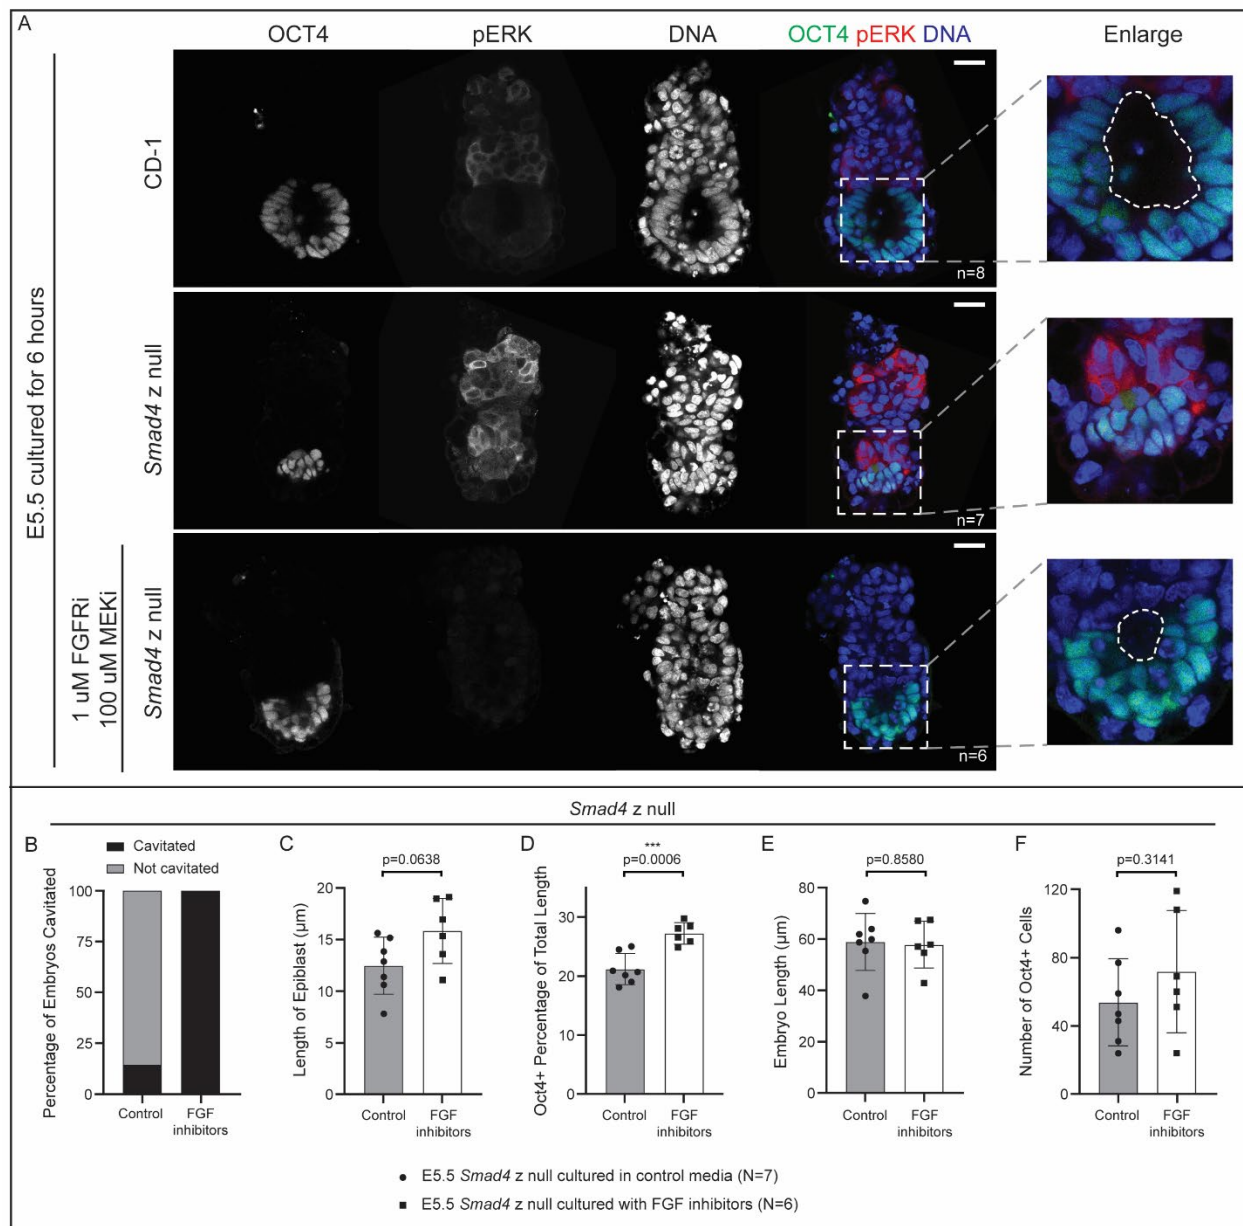 A
OCT4 pERK DNA OCT4 pERK DNA Enlarge
E5.5 cultured for 6 hours
CD-1
n=8
Smad4 z null
n=7
1 uM FGFRi
100 uM MEKi
Smad4 z null
n=6
Smad4 z null
B
Cavitated
Not cavitated
Percentage of Embryos Cavitated
100
75
50
25
0
Control FGF
inhibitors
C
p=0.0638
Length of Epiblast (µm)
20
15
10
5
0
Control FGF
inhibitors
D
***
p=0.0006
Oct4+ Percentage of Total Length
30
20
10
0
Control FGF
inhibitors
E
p=0.8580
Embryo Length (µm)
80
60
40
20
0
Control FGF
inhibitors
F
p=0.3141
Number of Oct4+ Cells
120
80
40
0
Control FGF
inhibitors
E5.5 Smad4 z null cultured in control media (N=7)
E5.5 Smad4 z null cultured with FGF inhibitors (N=6)